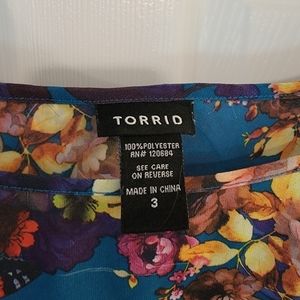 TORRID
100%POLYESTER
RN# 120684
SEE CARE
ON REVERSE
MADE IN CHINA
3